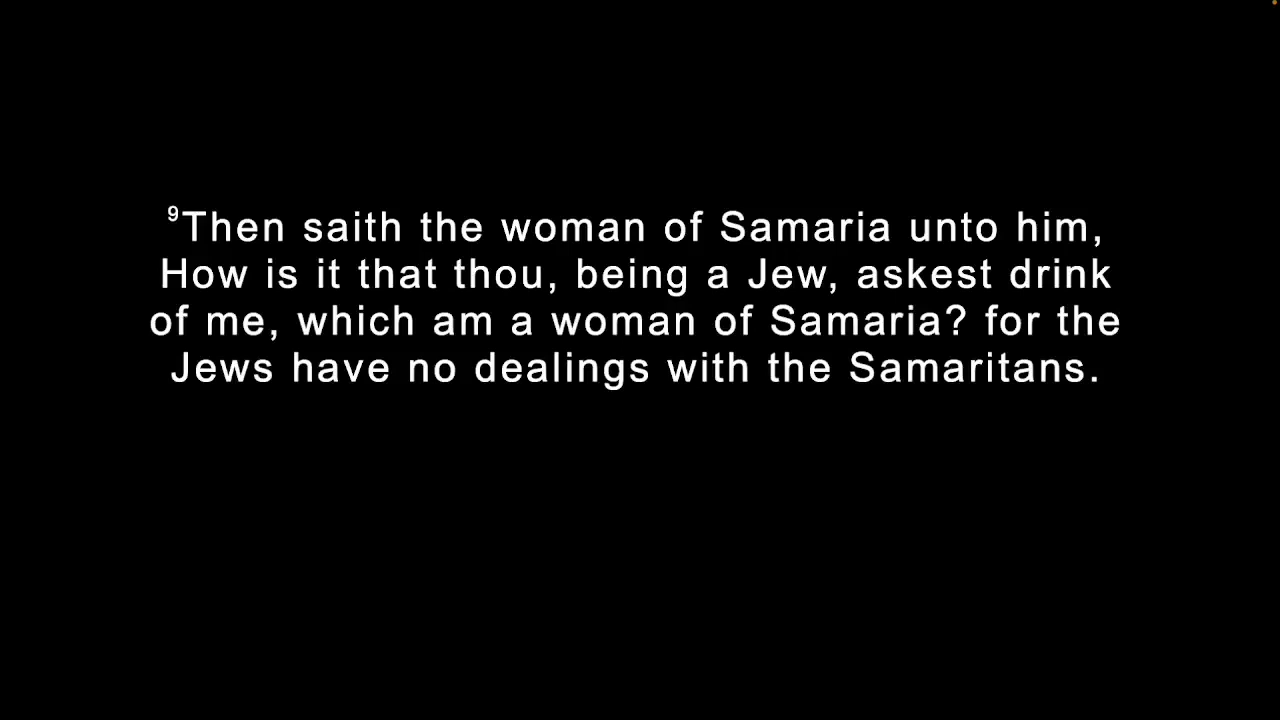 ⁹Then saith the woman of Samaria unto him,
How is it that thou, being a Jew, askest drink
of me, which am a woman of Samaria? for the
Jews have no dealings with the Samaritans.